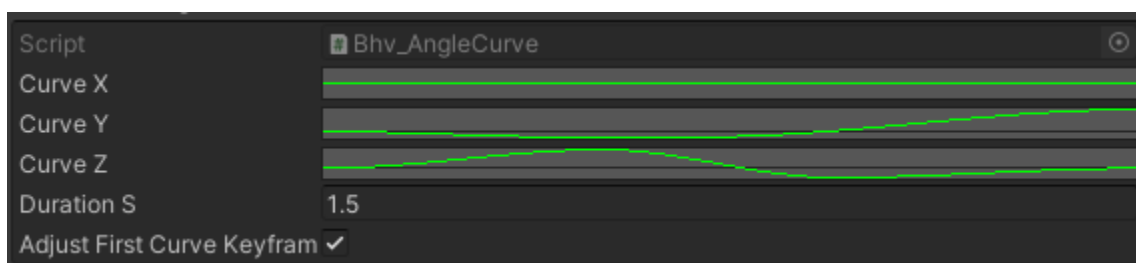 Script Bhv_AngleCurve
Curve X
Curve Y
Curve Z
Duration S 1.5
Adjust First Curve Keyfram